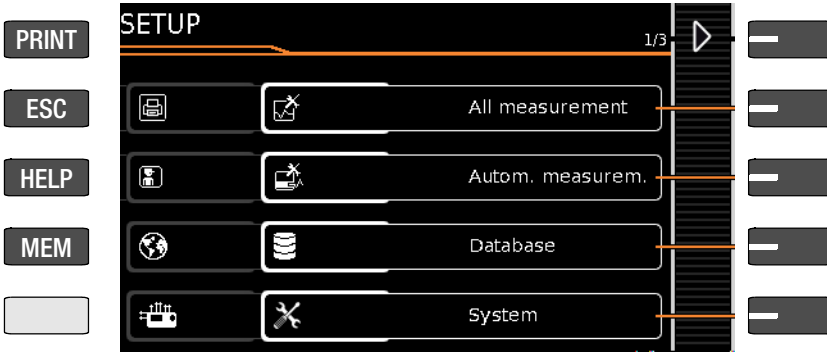 SETUP
1/3
PRINT
ESC
All measurement
HELP
Autom. measurem.
MEM
Database
System